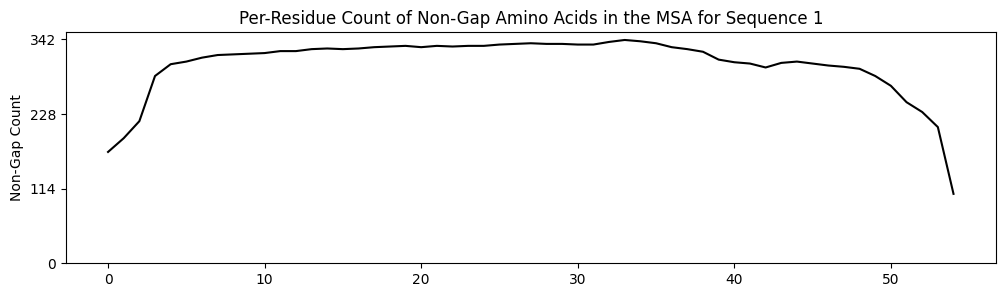 Per-Residue Count of Non-Gap Amino Acids in the MSA for Sequence 1
Non-Gap Count
342
228
114
0
0 10 20 30 40 50